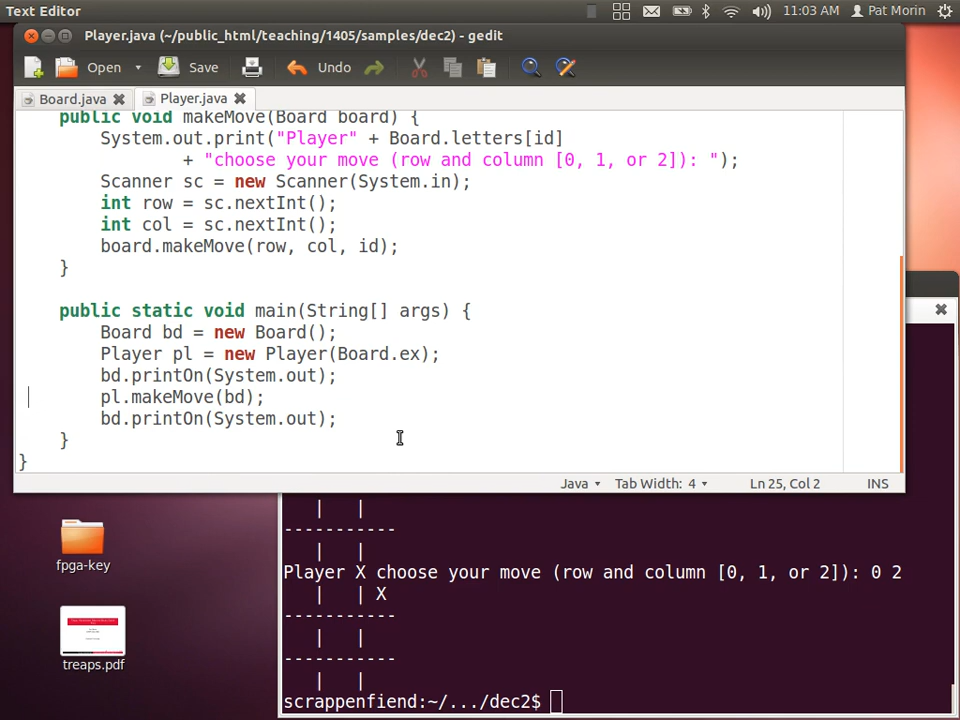 Text Editor
11:03 AM
Pat Morin
Player.java (~/public_html/teaching/1405/samples/dec2) - gedit
Open
Save
Undo
Board.java
Player.java
public void makeMove(Board board) {
System.out.print("Player" + Board.letters[id]
+ "choose your move (row and column [0, 1, or 2]): ");
Scanner sc = new Scanner(System.in);
int row = sc.nextInt();
int col = sc.nextInt();
board.makeMove(row, col, id);
}
public static void main(String[] args) {
Board bd = new Board();
Player pl = new Player(Board.ex);
bd.printOn(System.out);
pl.makeMove(bd);
bd.printOn(System.out);
}
}
Java
Tab Width: 4
Ln 25, Col 2
INS
| |
-----------
| |
Player X choose your move (row and column [0, 1, or 2]): 0 2
| | X
-----------
| |
-----------
| |
scrappenfiend:~/.../dec2$
fpga-key
treaps.pdf